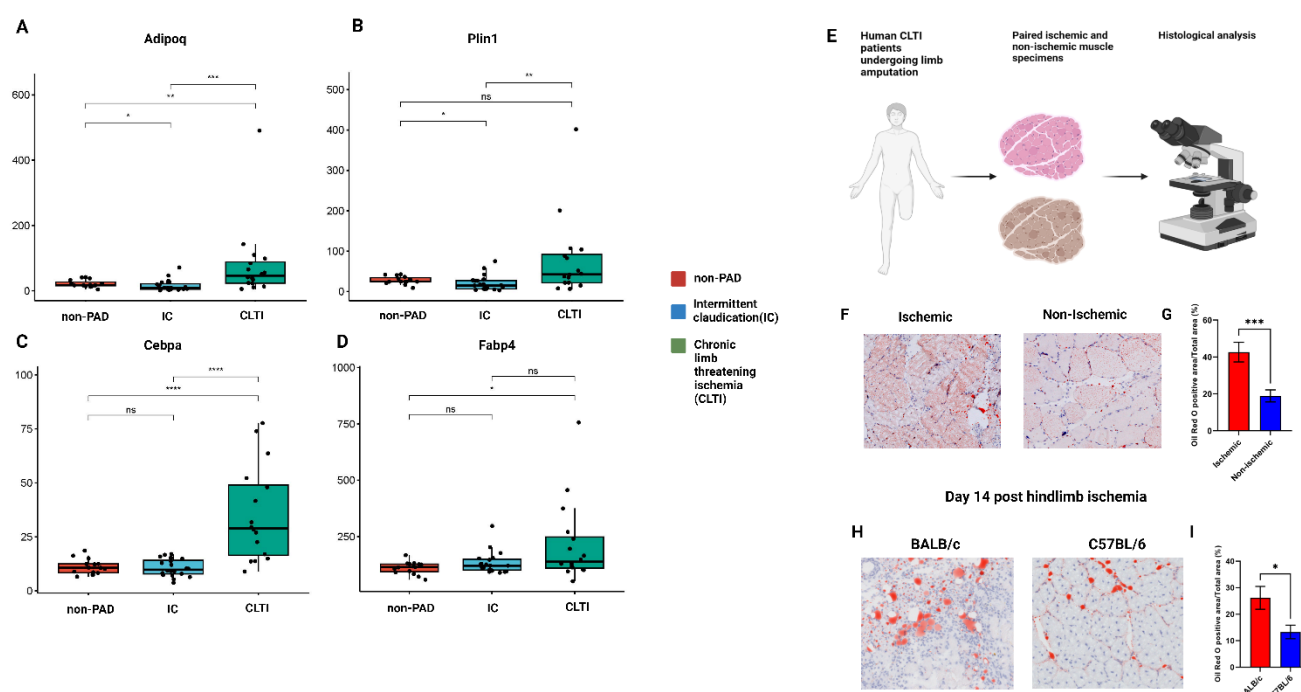 A
Adipoq
600
400
200
0
***
**
*
non-PAD IC CLTI
B
Plin1
500
400
300
200
100
0
**
ns
*
non-PAD IC CLTI
C
Cebpa
100
75
50
25
0
****
****
ns
non-PAD IC CLTI
D
Fabp4
1000
750
500
250
ns
*
ns
non-PAD IC CLTI
non-PAD
Intermittent
claudication(IC)
Chronic
limb
threatening
ischemia
(CLTI)
E
Human CLTI
patients
undergoing limb
amputation
Paired ischemic and
non-ischemic muscle
specimens
Histological analysis
F
Ischemic
Non-Ischemic
G
Oil Red O positive area/Total area (%)
60
40
20
0
***
Ischemic
Non-ischemic
Day 14 post hindlimb ischemia
H
BALB/c
C57BL/6
I
Oil Red O positive area/Total area (%)
40
30
20
10
0
*
ALB/c
57BL/6